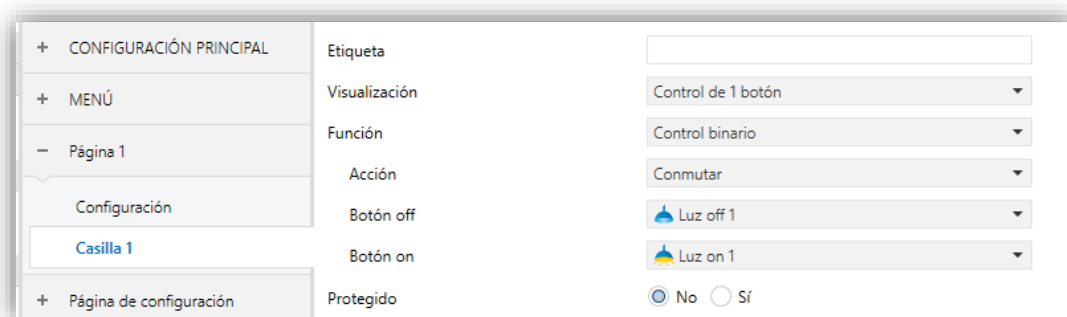 CONFIGURACIÓN PRINCIPAL
MENÚ
Página 1
Configuración
Casilla 1
Página de configuración
Etiqueta
Visualización Control de 1 botón
Función Control binario
Acción Conmutar
Botón off Luz off 1
Botón on Luz on 1
Protegido No Sí